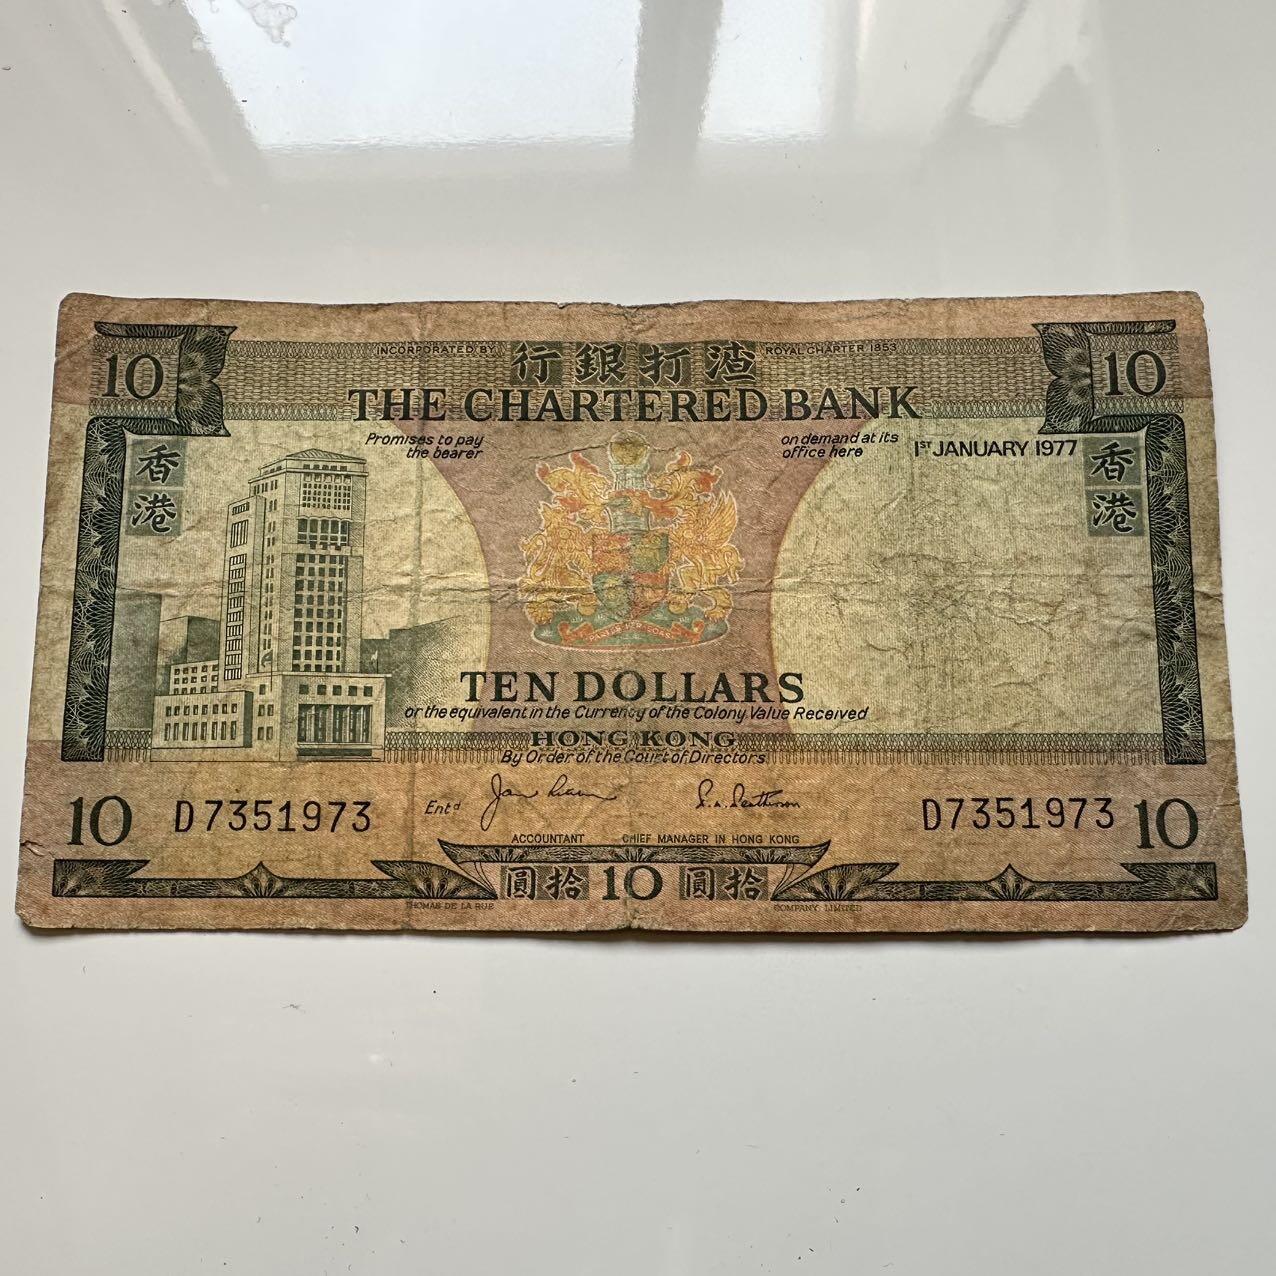 INCORPORATED BY 行銀打渣 ROYAL CHARTER 1853
10 THE CHARTERED BANK 10
Promises to pay the bearer
on demand at its office here
1ST JANUARY 1977
香港
香港
PAR PER
TEN DOLLARS
or the equivalent in the Currency of the Colony Value Received
HONG KONG
By Order of the Court of Directors
10 D7351973 Entd D7351973 10
ACCOUNTANT CHIEF MANAGER IN HONG KONG
圓拾 10 圓拾
THOMAS DE LA RUE COMPANY LIMITED